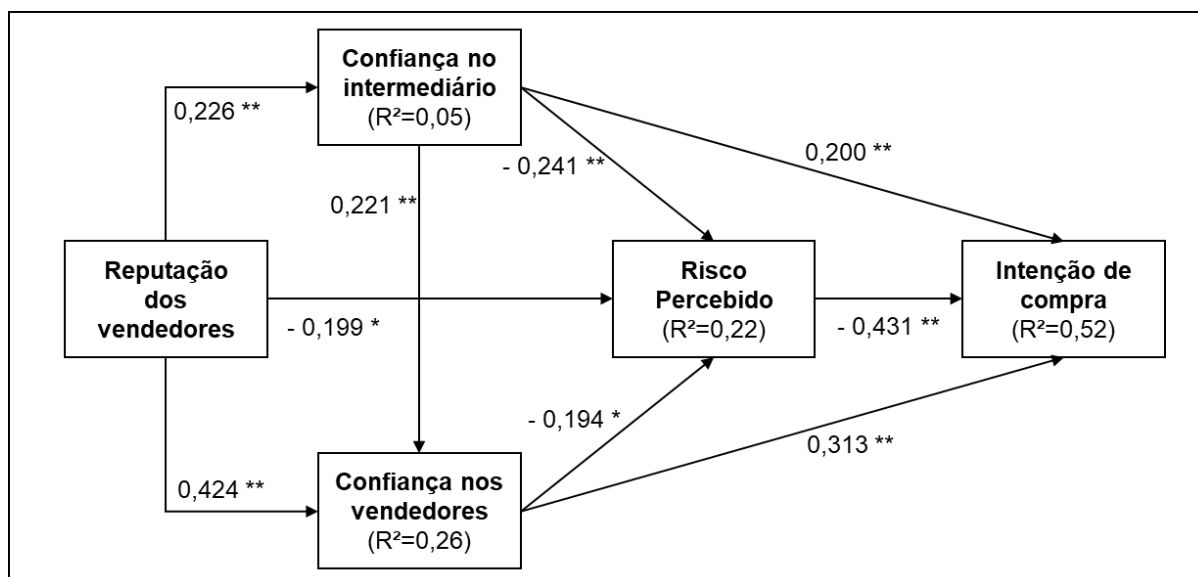 Confiança no
intermediário
(R²=0,05)
0,226 **
0,200 **
- 0,241 **
0,221 **
Reputação
dos
vendedores
Risco
Percebido
(R²=0,22)
Intenção de
compra
(R²=0,52)
- 0,199 *
- 0,431 **
- 0,194 *
0,313 **
0,424 **
Confiança nos
vendedores
(R²=0,26)